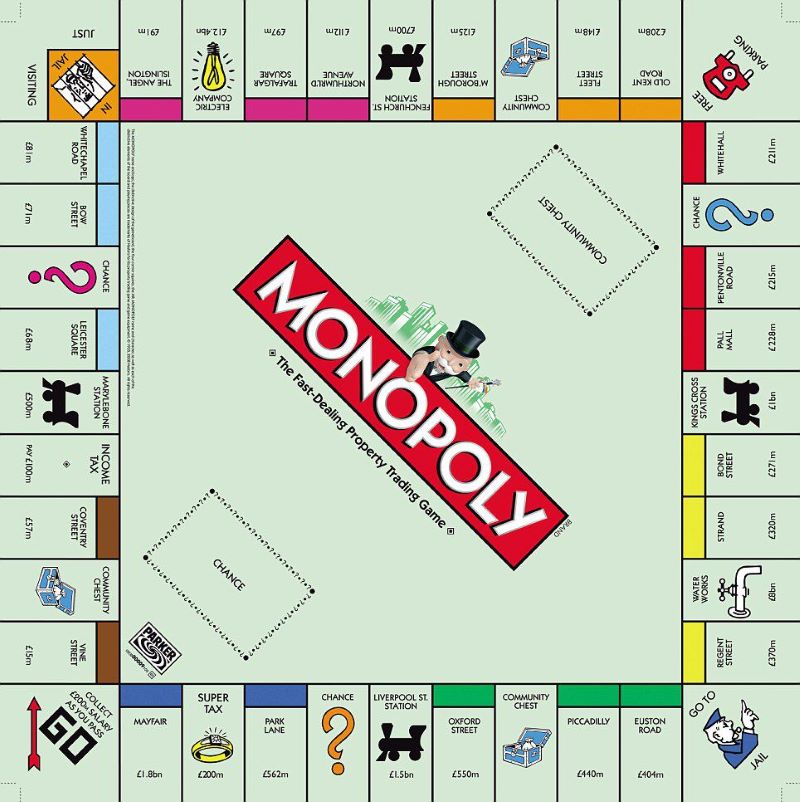 FREE
PARKING
WHITEHALL
£211m
CHANCE
PENTONVILLE
ROAD
£215m
PALL
MALL
£228m
KINGS CROSS
STATION
£1bn
BOND
STREET
£271m
STRAND
£320m
WATER
WORKS
£8bn
REGENT
STREET
£370m
GO TO
JAIL
OLD KENT
ROAD
£208m
FLEET
STREET
£148m
COMMUNITY
CHEST
M'BOROUGH
STREET
£125m
FENCHURCH ST.
STATION
£700m
NORTHUMRL'D
AVENUE
£112m
TRAFALGAR
SQUARE
£97m
ELECTRIC
COMPANY
£12.4bn
THE ANGEL,
ISLINGTON
£91m
COMMUNITY CHEST
BRAND
MONOPOLY
The Fast-Dealing Property Trading Game
CHANCE
PARKER
EUSTON
ROAD
£404m
PICCADILLY
£440m
COMMUNITY
CHEST
OXFORD
STREET
£550m
LIVERPOOL ST.
STATION
£1.5bn
CHANCE
PARK
LANE
£562m
SUPER
TAX
£200m
MAYFAIR
£1.8bn
IN
JAIL
JUST
VISITING
WHITECHAPEL
ROAD
£81m
BOW
STREET
£71m
CHANCE
LEICESTER
SQUARE
£68m
MARYLEBONE
STATION
£500m
INCOME
TAX
PAY £100m
COVENTRY
STREET
£57m
COMMUNITY
CHEST
VINE
STREET
£15m
COLLECT
£200m SALARY
AS YOU PASS
GO